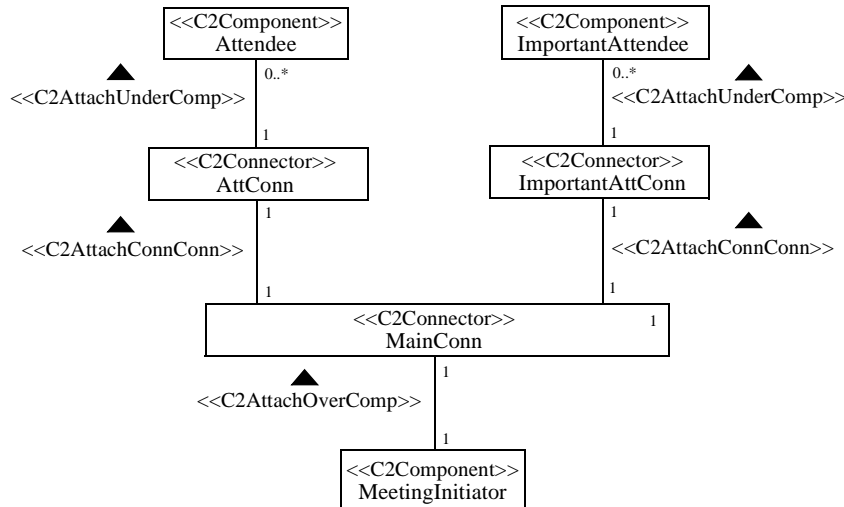 <<C2Component>>
Attendee
<<C2Component>>
ImportantAttendee
0..*
0..*
<<C2AttachUnderComp>>
<<C2AttachUnderComp>>
1
1
<<C2Connector>>
AttConn
<<C2Connector>>
ImportantAttConn
1
1
<<C2AttachConnConn>>
<<C2AttachConnConn>>
1
1
<<C2Connector>>
1
MainConn
1
<<C2AttachOverComp>>
1
<<C2Component>>
MeetingInitiator